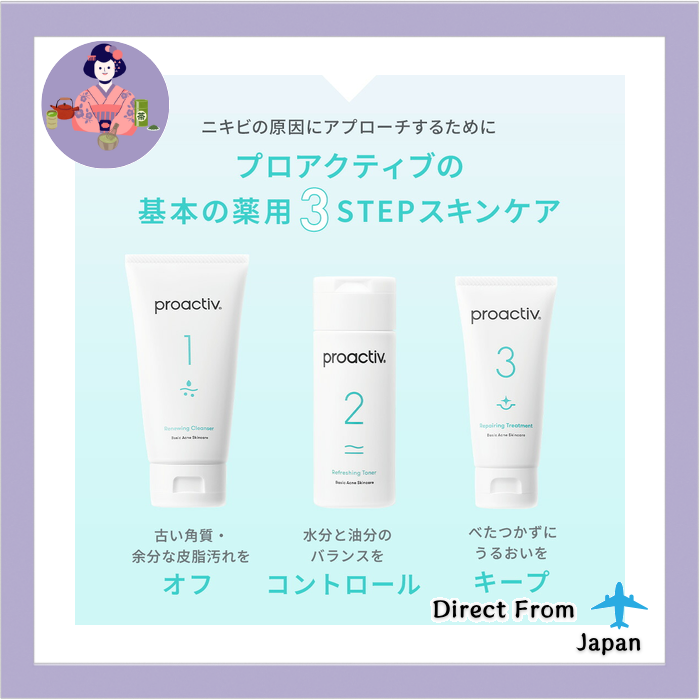 ニキビの原因にアプローチするために
プロアクティブの
基本の薬用3STEPスキンケア
proactiv®
1
Renewing Cleanser
Basic Acne Skincare
proactiv®
2
Refreshing Toner
Basic Acne Skincare
proactiv®
3
Repairing Treatment
Basic Acne Skincare
古い角質・
余分な皮脂汚れを
オフ
水分と油分の
バランスを
コントロール
べたつかずに
うるおいを
キープ
Direct From
Japan